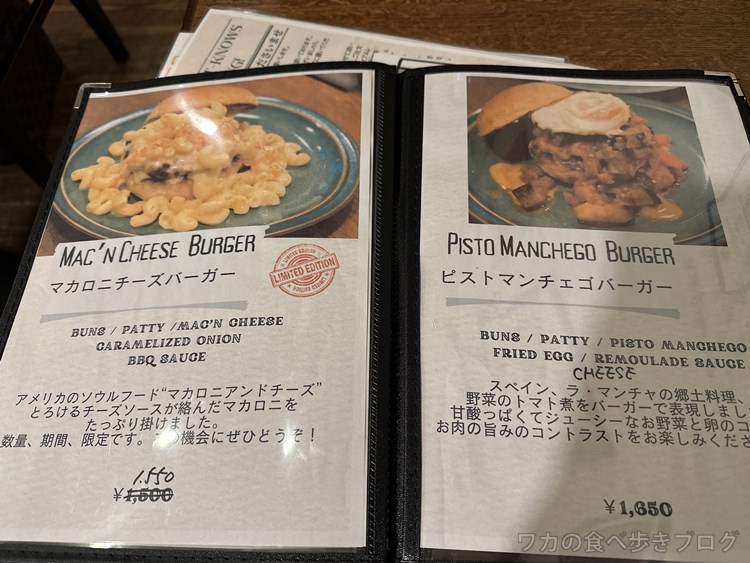 MAC'N CHEESE BURGER
マカロニチーズバーガー
LIMITED EDITION
BUNS / PATTY /MAC'N CHEESE
CARAMELIZED ONION
BBQ SAUCE
アメリカのソウルフード“マカロニアンドチーズ”
とろけるチーズソースが絡んだマカロニを
たっぷり掛けました。
数量、期間、限定です。この機会にぜひどうぞ！
1.550
￥1,500
PISTO MANCHEGO BURGER
ピストマンチェゴバーガー
BUNS / PATTY / PISTO MANCHEGO
FRIED EGG / REMOULADE SAUCE
CHEESE
スペイン、ラ・マンチャの郷土料理、
野菜のトマト煮をバーガーで表現しまし
甘酸っぱくてジューシーなお野菜と卵のコ
お肉の旨みのコントラストをお楽しみくださ
￥1,650
ワカの食べ歩きブログ